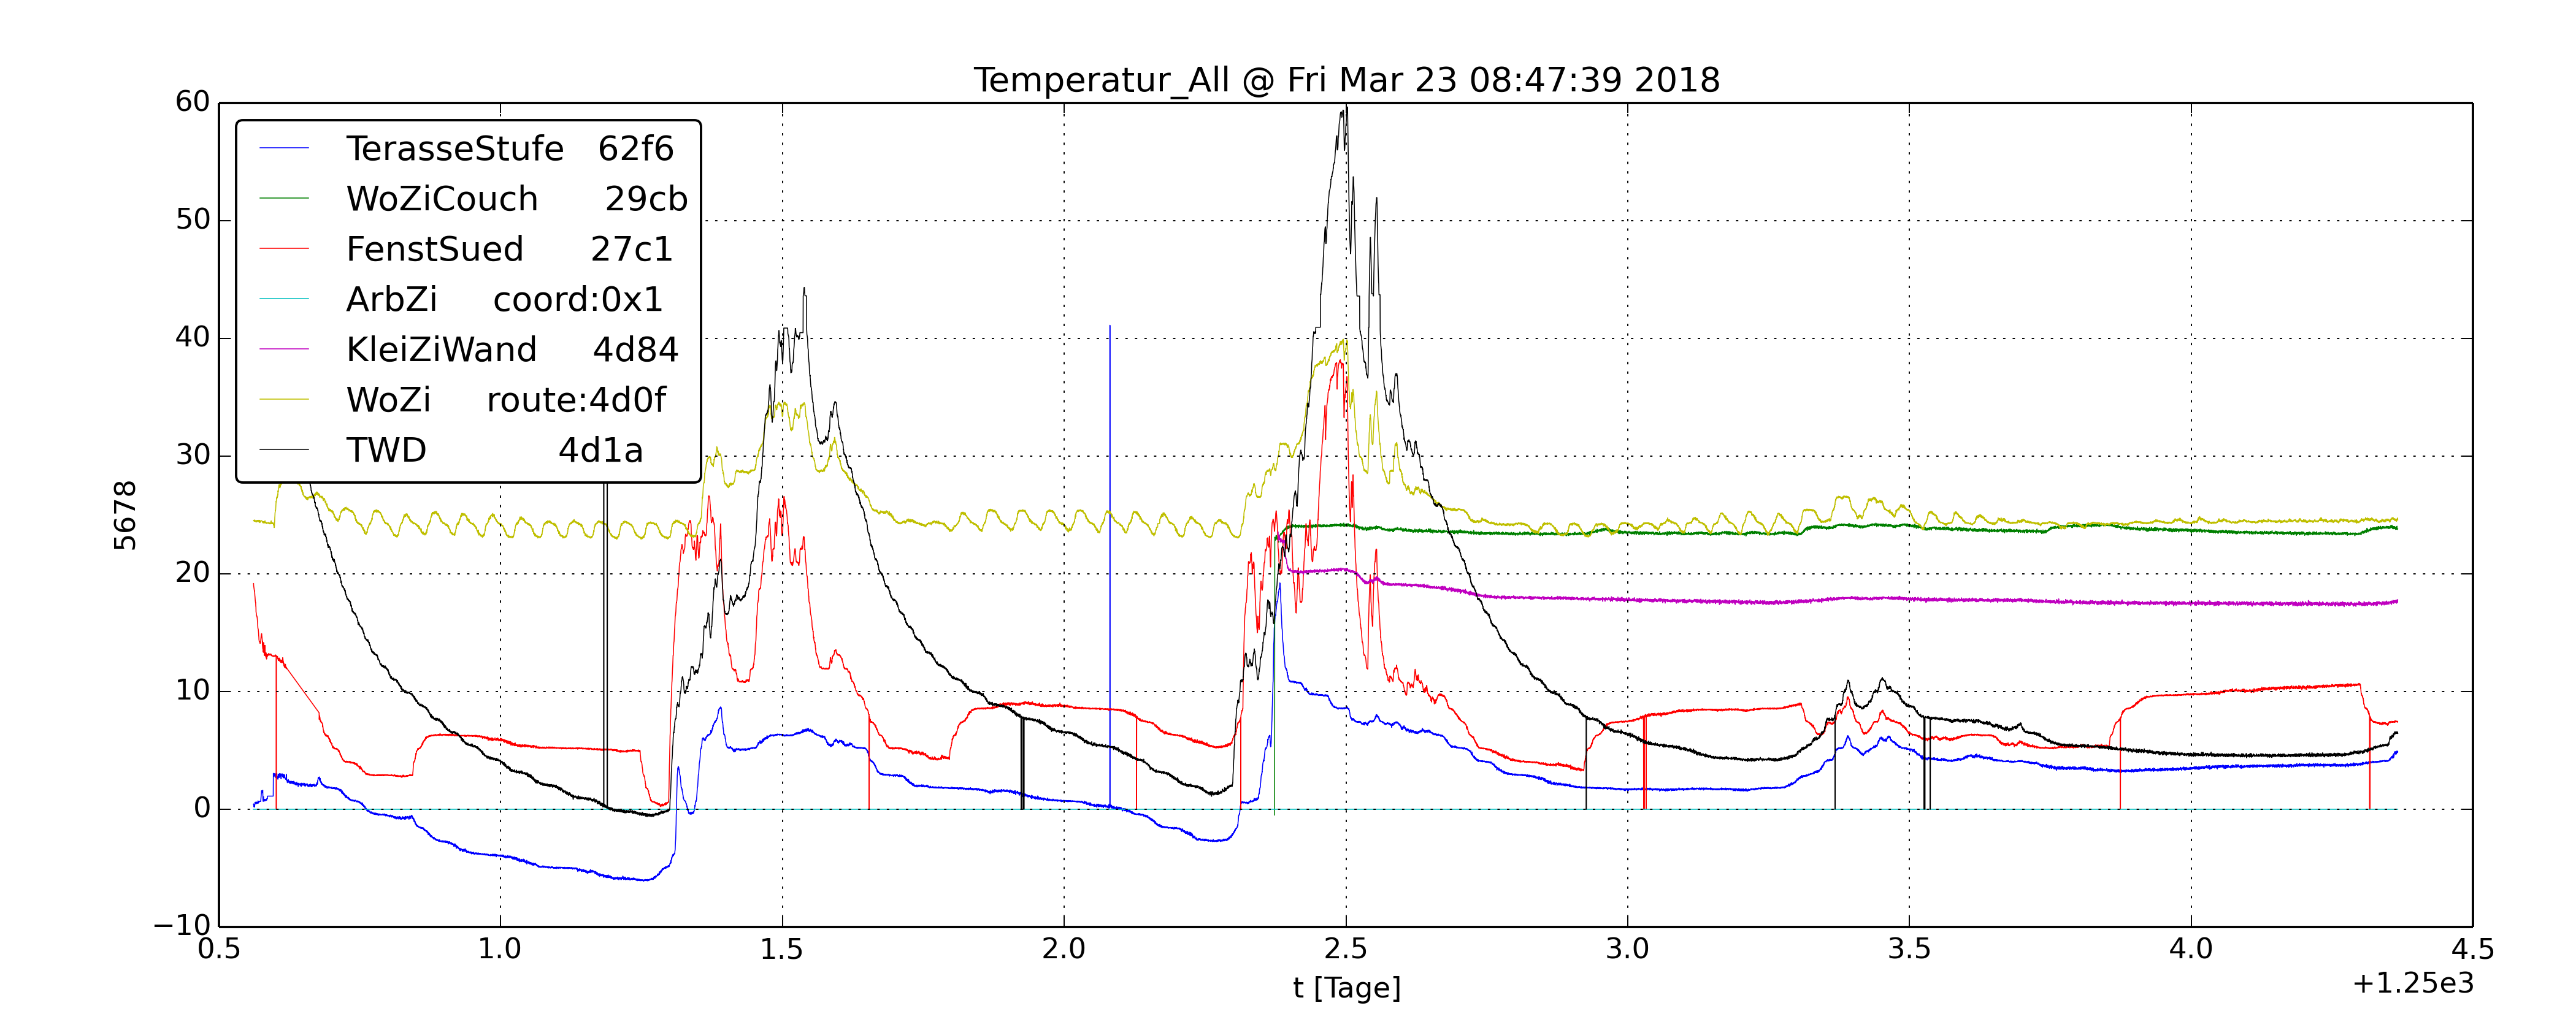 Temperatur_All @ Fri Mar 23 08:47:39 2018
60
50
40
30
20
10
0
−10
5678
TerasseStufe 62f6
WoZiCouch 29cb
FenstSued 27c1
ArbZi coord:0x1
KleiZiWand 4d84
WoZi route:4d0f
TWD 4d1a
0.5 1.0 1.5 2.0 2.5 3.0 3.5 4.0 4.5
t [Tage]
+1.25e3